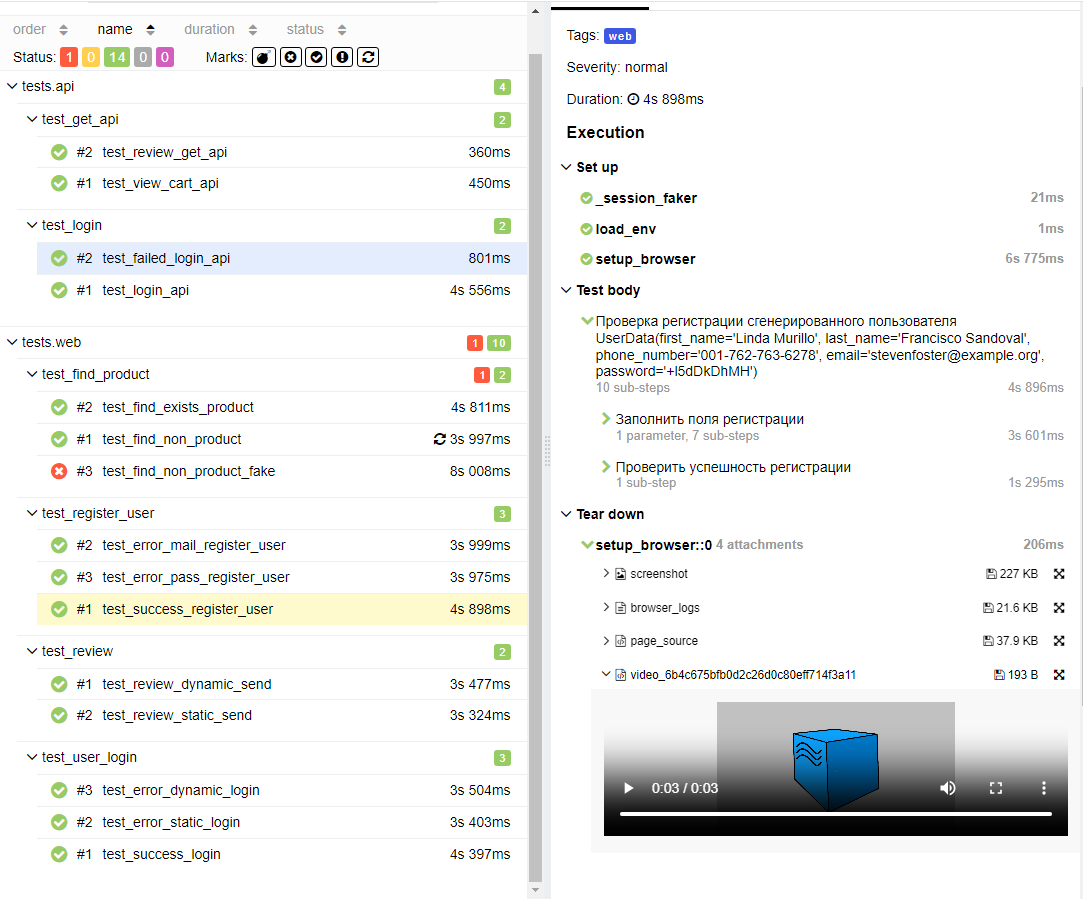 order name duration status
Status: 1 0 14 0 0 Marks:
tests.api 4
test_get_api 2
#2 test_review_get_api 360ms
#1 test_view_cart_api 450ms
test_login 2
#2 test_failed_login_api 801ms
#1 test_login_api 4s 556ms
tests.web 1 10
test_find_product 1 2
#2 test_find_exists_product 4s 811ms
#1 test_find_non_product 3s 997ms
#3 test_find_non_product_fake 8s 008ms
test_register_user 3
#2 test_error_mail_register_user 3s 999ms
#3 test_error_pass_register_user 3s 975ms
#1 test_success_register_user 4s 898ms
test_review 2
#1 test_review_dynamic_send 3s 477ms
#2 test_review_static_send 3s 324ms
test_user_login 3
#3 test_error_dynamic_login 3s 504ms
#2 test_error_static_login 3s 403ms
#1 test_success_login 4s 397ms
Tags: web
Severity: normal
Duration: 4s 898ms
Execution
Set up
_session_faker 21ms
load_env 1ms
setup_browser 6s 775ms
Test body
Проверка регистрации сгенерированного пользователя
UserData(first_name='Linda Murillo', last_name='Francisco Sandoval',
phone_number='001-762-763-6278', email='stevenfoster@example.org',
password='+I5dDkDhMH')
10 sub-steps 4s 896ms
Заполнить поля регистрации
1 parameter, 7 sub-steps 3s 601ms
Проверить успешность регистрации
1 sub-step 1s 295ms
Tear down
setup_browser::0 4 attachments 206ms
screenshot 227 KB
browser_logs 21.6 KB
page_source 37.9 KB
video_6b4c675bfb0d2c26d0c80eff714f3a11 193 B
0:03 / 0:03